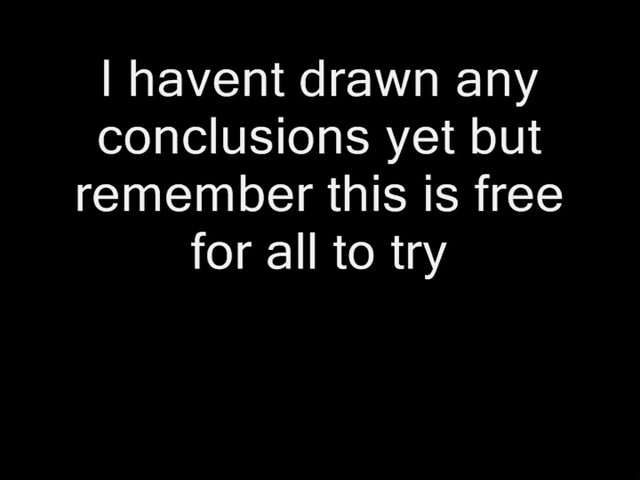 I havent drawn any
conclusions yet but
remember this is free
for all to try